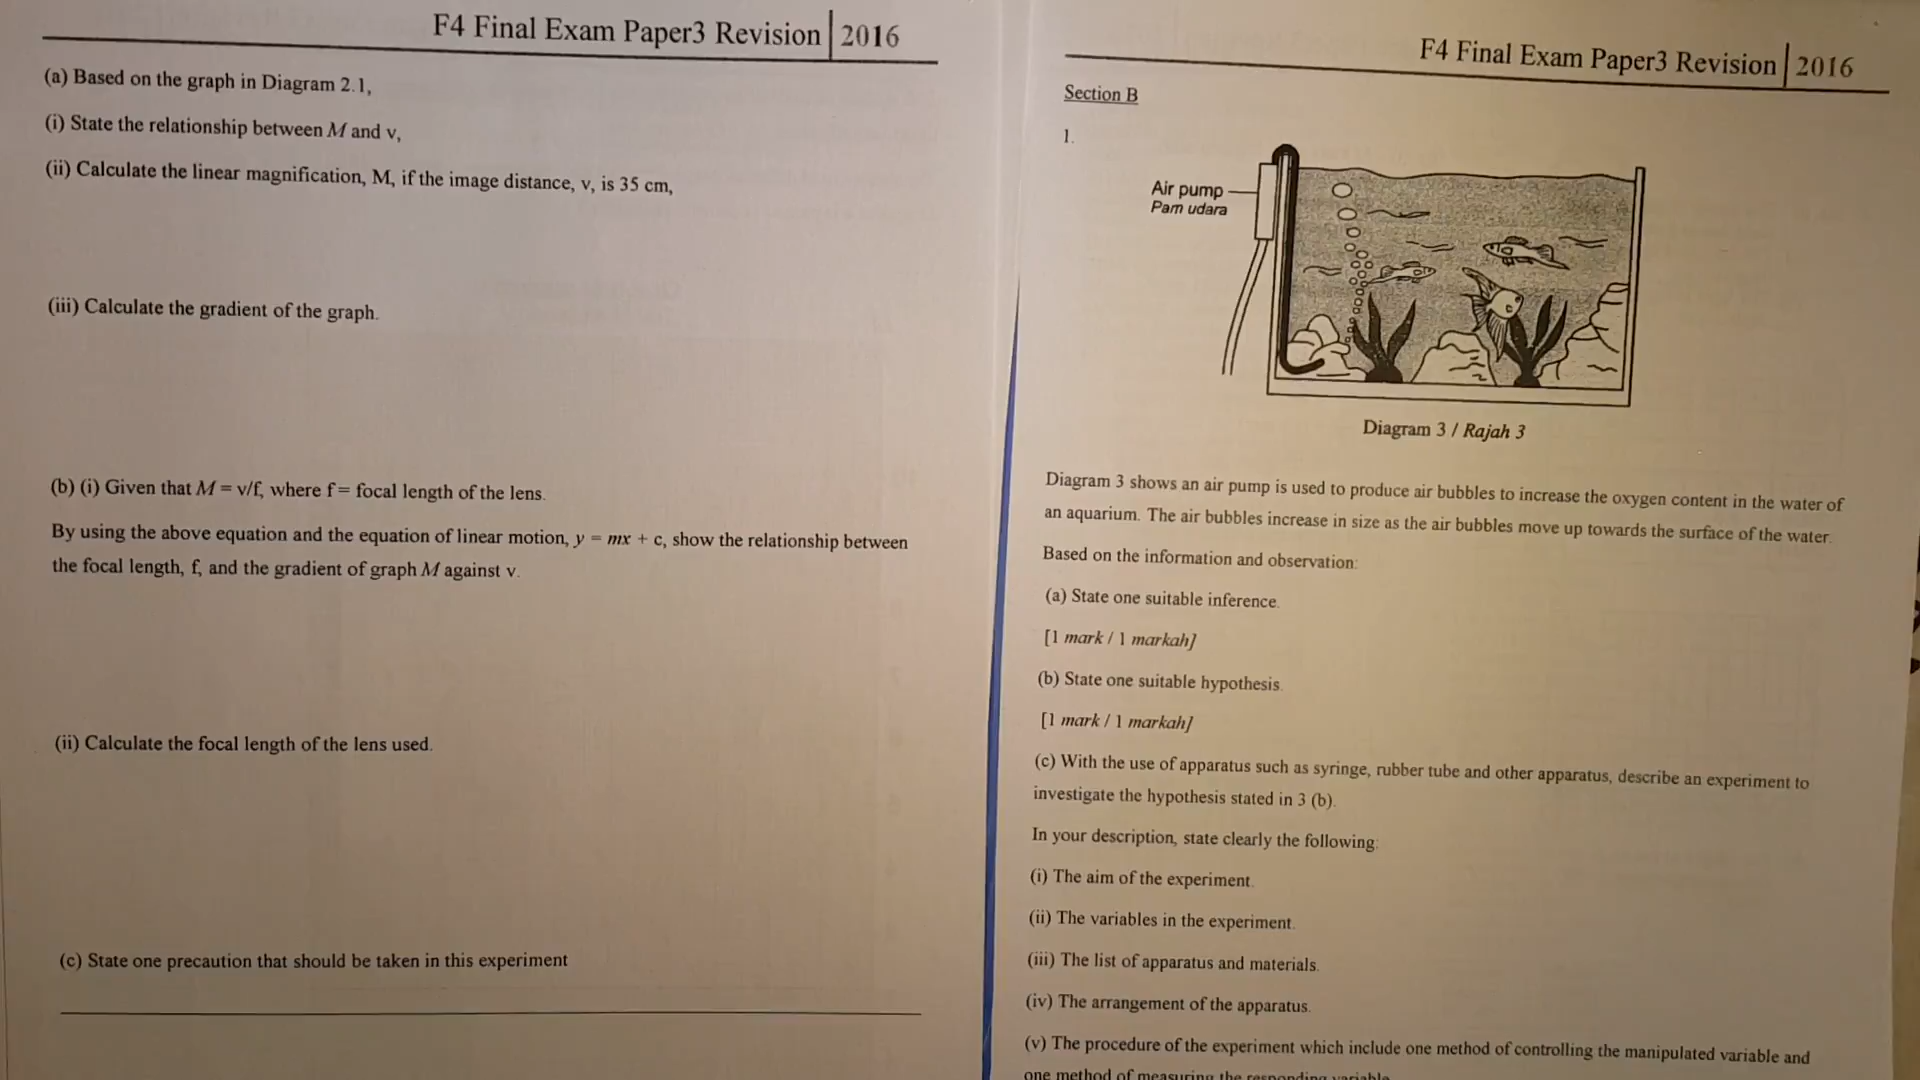 F4 Final Exam Paper3 Revision 2016
(a) Based on the graph in Diagram 2.1,
(i) State the relationship between M and v,
(ii) Calculate the linear magnification, M, if the image distance, v, is 35 cm,
(iii) Calculate the gradient of the graph.
(b) (i) Given that M = v/f, where f = focal length of the lens.
By using the above equation and the equation of linear motion, y = mx + c, show the relationship between
the focal length, f, and the gradient of graph M against v.
(ii) Calculate the focal length of the lens used.
(c) State one precaution that should be taken in this experiment
F4 Final Exam Paper3 Revision 2016
Section B
1.
Air pump
Pam udara
Diagram 3 / Rajah 3
Diagram 3 shows an air pump is used to produce air bubbles to increase the oxygen content in the water of
an aquarium. The air bubbles increase in size as the air bubbles move up towards the surface of the water.
Based on the information and observation:
(a) State one suitable inference.
[1 mark / 1 markah]
(b) State one suitable hypothesis.
[1 mark / 1 markah]
(c) With the use of apparatus such as syringe, rubber tube and other apparatus, describe an experiment to
investigate the hypothesis stated in 3 (b).
In your description, state clearly the following:
(i) The aim of the experiment.
(ii) The variables in the experiment.
(iii) The list of apparatus and materials.
(iv) The arrangement of the apparatus.
(v) The procedure of the experiment which include one method of controlling the manipulated variable and
one method of measuring the responding variable.